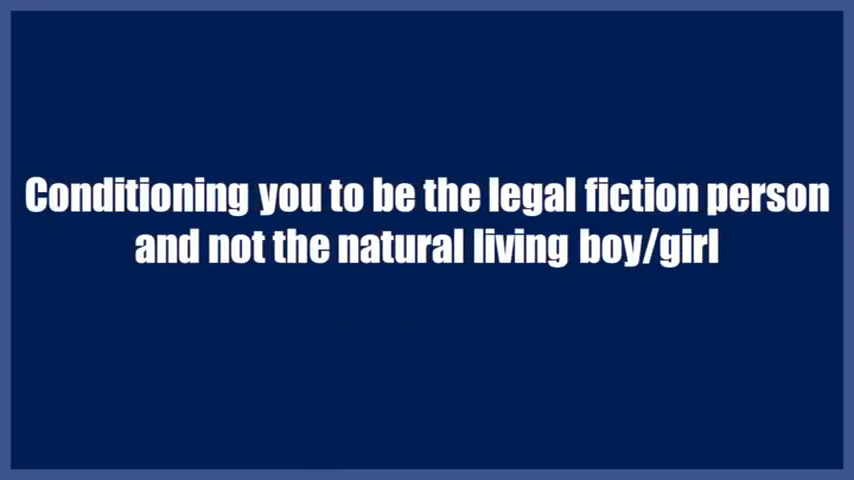 Conditioning you to be the legal fiction person
and not the natural living boy/girl